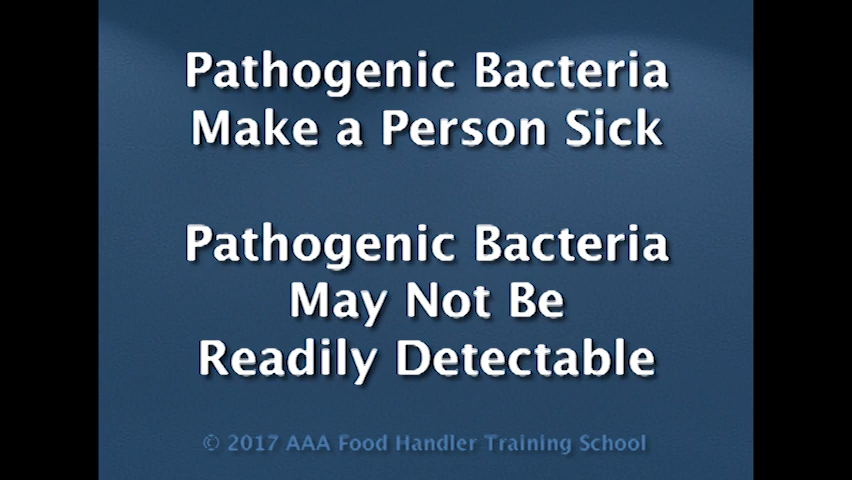 Pathogenic Bacteria
Make a Person Sick
Pathogenic Bacteria
May Not Be
Readily Detectable
© 2017 AAA Food Handler Training School